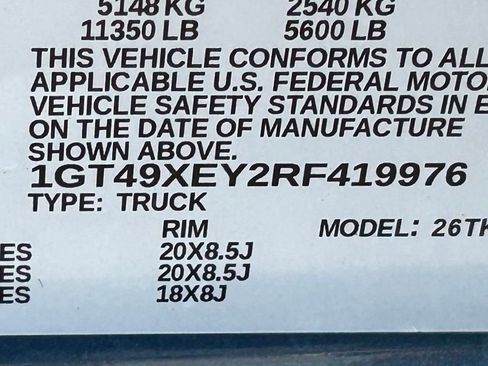 5148 KG 2540 KG
11350 LB 5600 LB
THIS VEHICLE CONFORMS TO ALL
APPLICABLE U.S. FEDERAL MOTO
VEHICLE SAFETY STANDARDS IN E
ON THE DATE OF MANUFACTURE
SHOWN ABOVE.
1GT49XEY2RF419976
TYPE: TRUCK
RIM MODEL: 26TK
ES 20X8.5J
ES 20X8.5J
ES 18X8J